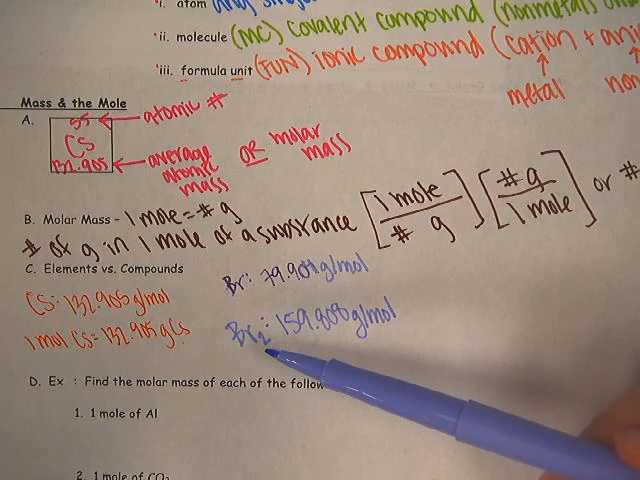 i. atom any sing
ii. molecule (MC) covalent compound (nonmetals
iii. formula unit (FUN) ionic compound (cation + ani
metal non
Mass & the Mole
A.
55 atomic #
Cs
132.905 average atomic mass OR molar mass
B. Molar Mass - 1 mole = # g
# of g in 1 mole of a substance [1 mole / # g] [# g / 1 mole] or #
C. Elements vs. Compounds
Br: 79.904 g/mol
Cs: 132.905 g/mol
Br2: 159.808 g/mol
1 mol Cs = 132.905 g Cs
D. Ex : Find the molar mass of each of the follow
1. 1 mole of Al
2. 1 mole of CO2